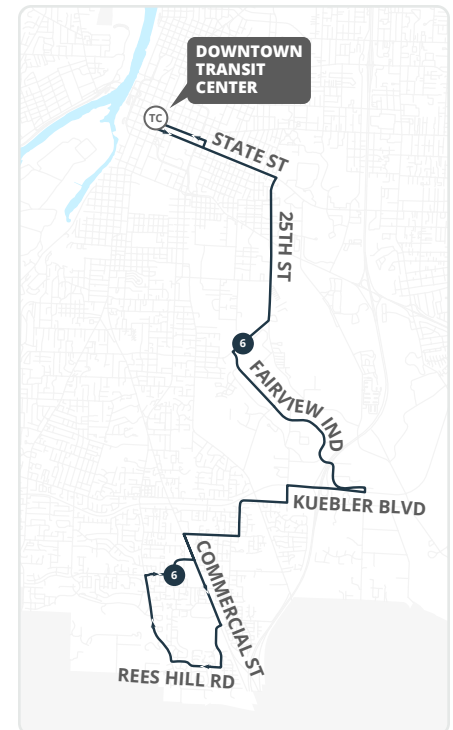 DOWNTOWN
TRANSIT
CENTER
TC
STATE ST
25TH ST
6
FAIRVIEW IND
KUEBLER BLVD
COMMERCIAL ST
6
REES HILL RD